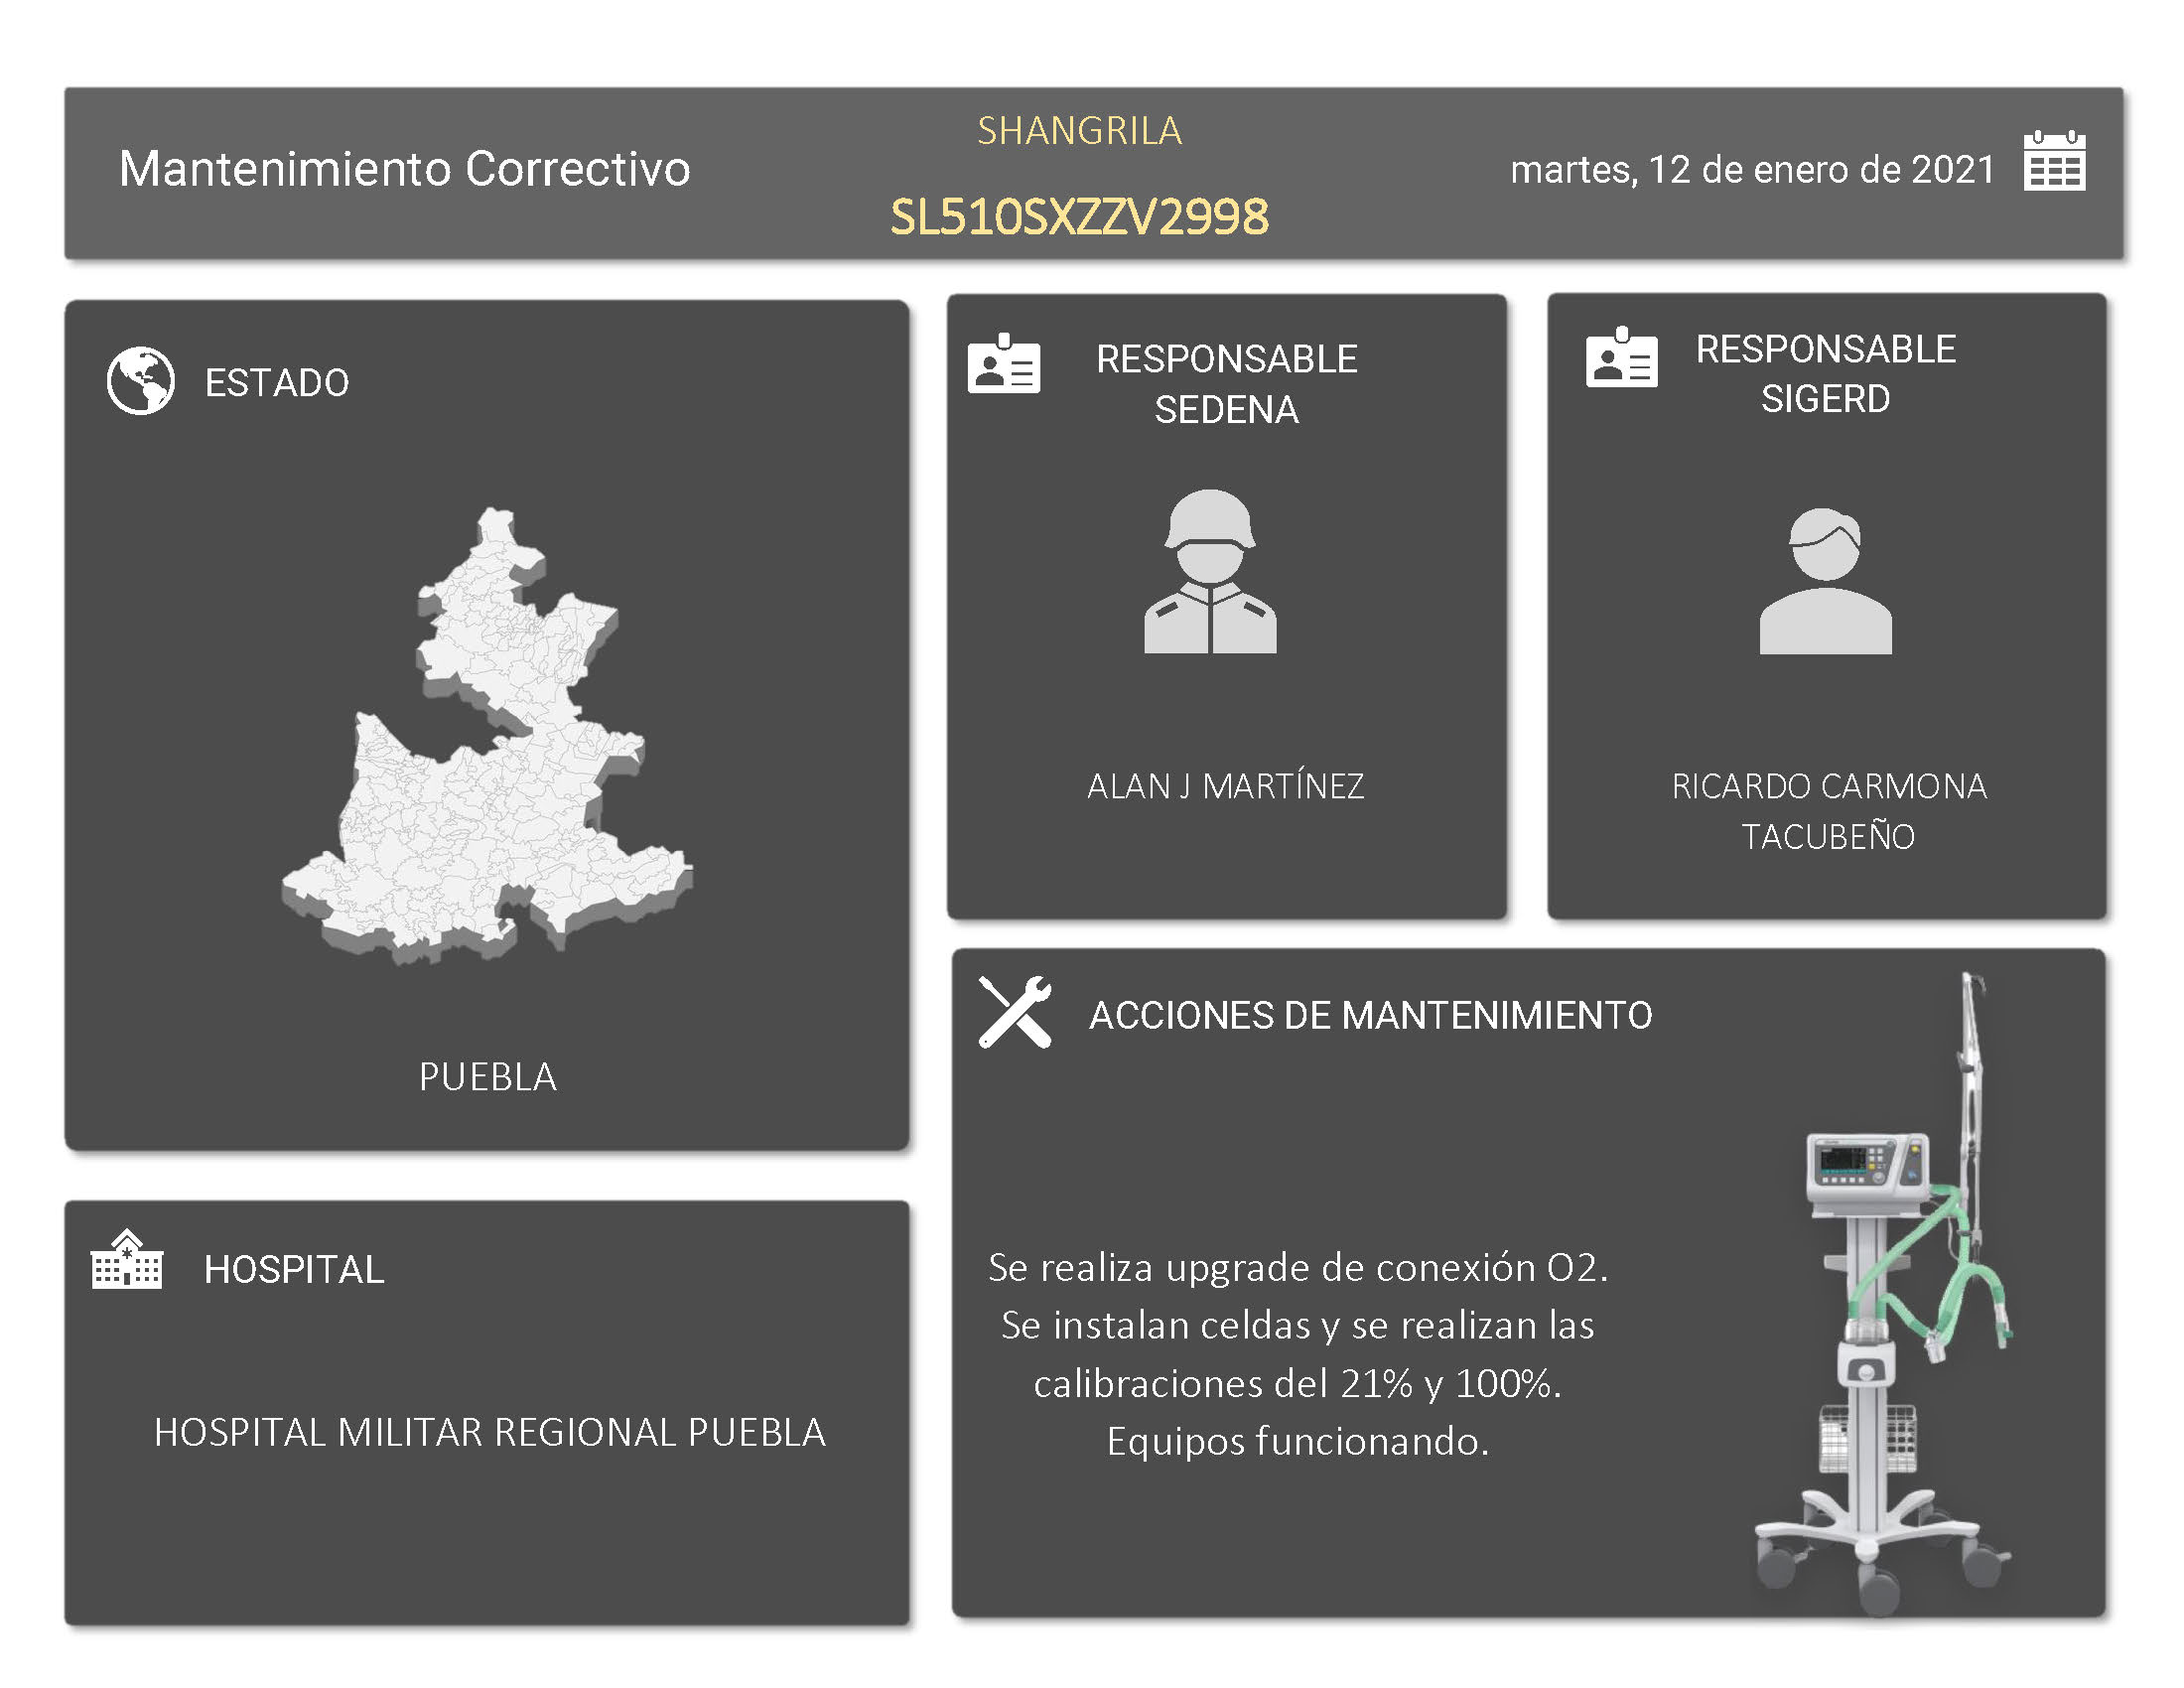 Mantenimiento Correctivo
SHANGRILA
SL510SXZZV2998
martes, 12 de enero de 2021
ESTADO
PUEBLA
RESPONSABLE
SEDENA
ALAN J MARTÍNEZ
RESPONSABLE
SIGERD
RICARDO CARMONA
TACUBEÑO
HOSPITAL
HOSPITAL MILITAR REGIONAL PUEBLA
ACCIONES DE MANTENIMIENTO
Se realiza upgrade de conexión O2.
Se instalan celdas y se realizan las
calibraciones del 21% y 100%.
Equipos funcionando.